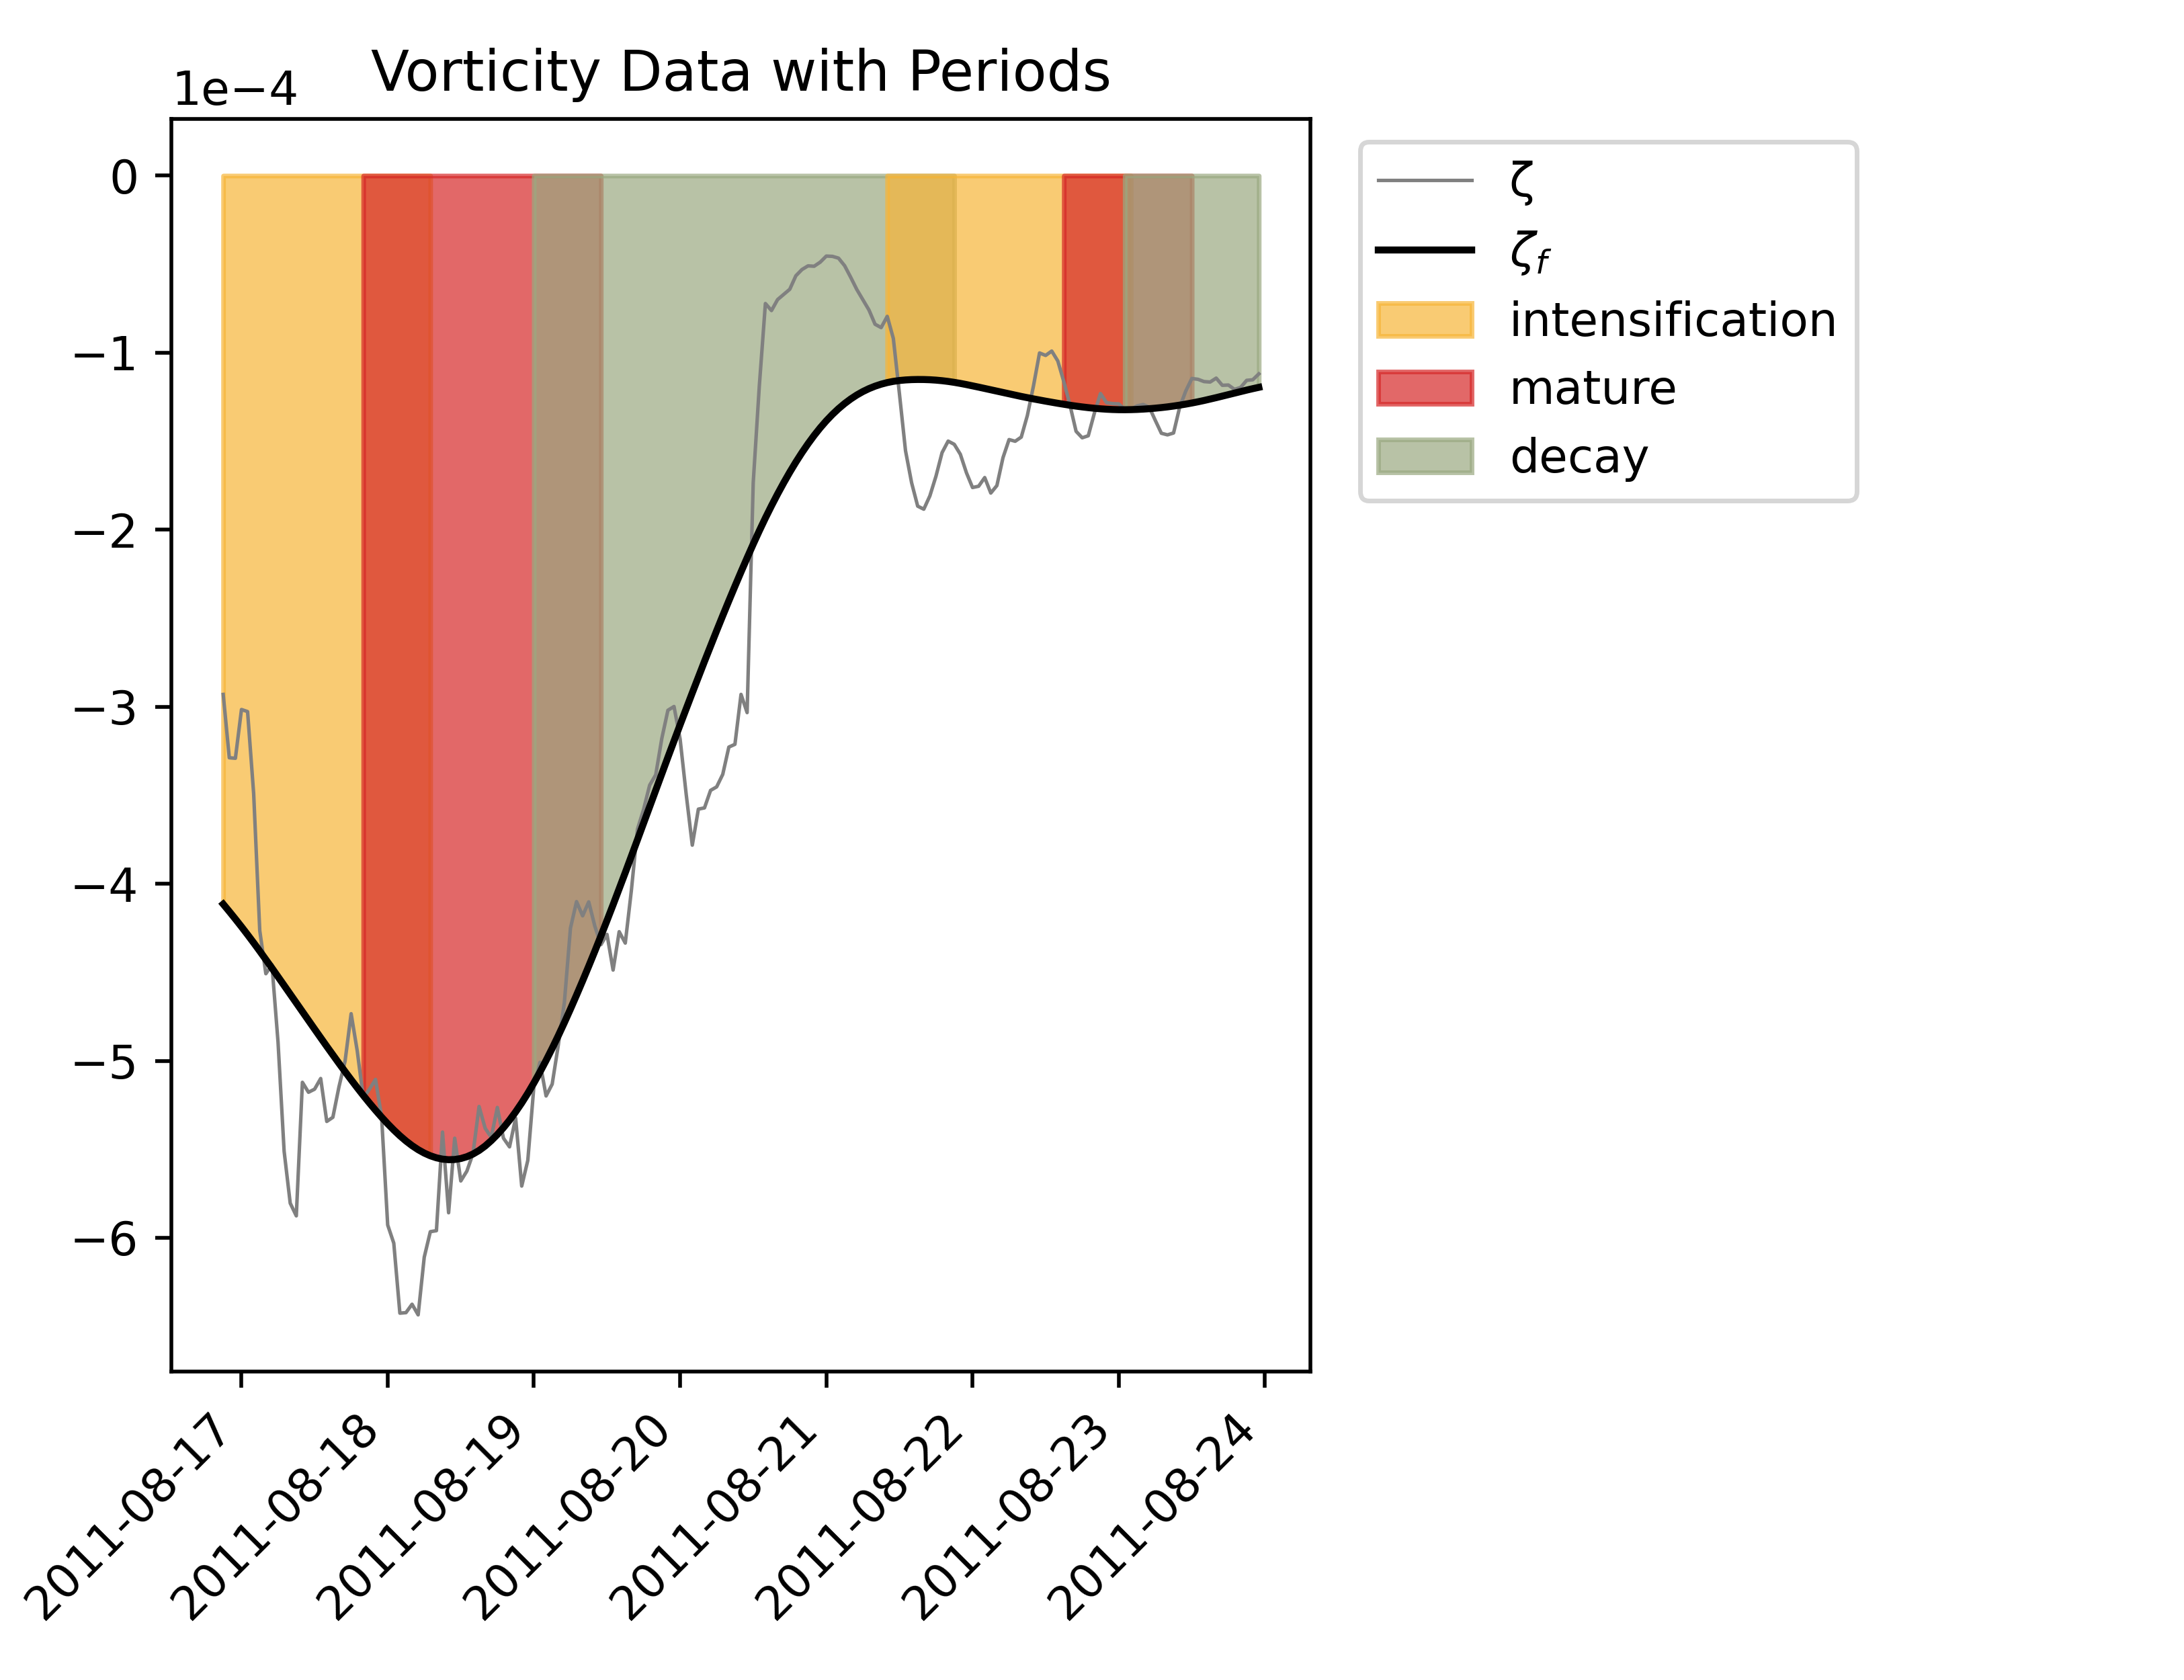 Vorticity Data with Periods
1e−4
0
−1
−2
−3
−4
−5
−6
2011-08-17
2011-08-18
2011-08-19
2011-08-20
2011-08-21
2011-08-22
2011-08-23
2011-08-24
ζ
ζf
intensification
mature
decay